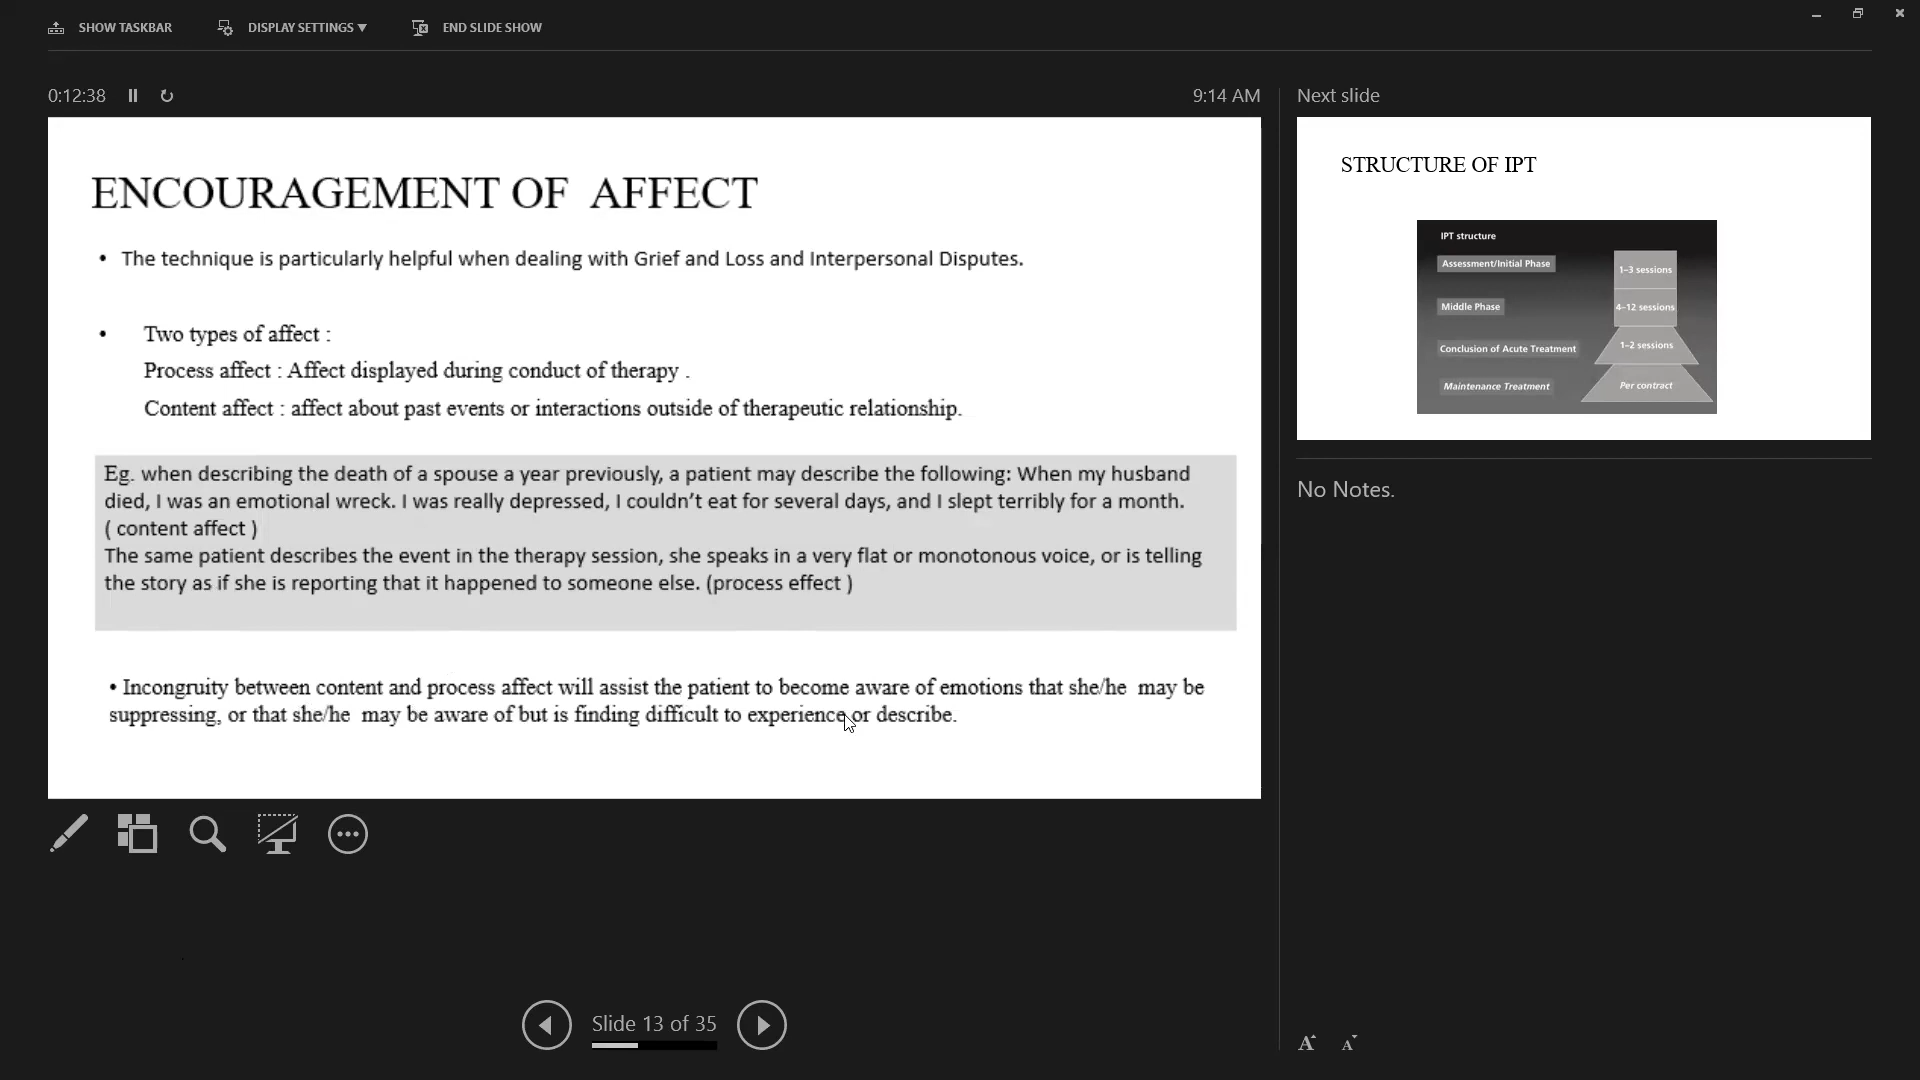 SHOW TASKBAR
DISPLAY SETTINGS ▼
END SLIDE SHOW
0:12:38
9:14 AM
ENCOURAGEMENT OF AFFECT
• The technique is particularly helpful when dealing with Grief and Loss and Interpersonal Disputes.
• Two types of affect :
Process affect : Affect displayed during conduct of therapy .
Content affect : affect about past events or interactions outside of therapeutic relationship.
Eg. when describing the death of a spouse a year previously, a patient may describe the following: When my husband
died, I was an emotional wreck. I was really depressed, I couldn’t eat for several days, and I slept terribly for a month.
( content affect )
The same patient describes the event in the therapy session, she speaks in a very flat or monotonous voice, or is telling
the story as if she is reporting that it happened to someone else. (process effect )
• Incongruity between content and process affect will assist the patient to become aware of emotions that she/he may be
suppressing, or that she/he may be aware of but is finding difficult to experience or describe.
Slide 13 of 35
Next slide
STRUCTURE OF IPT
IPT structure
Assessment/Initial Phase
1–3 sessions
Middle Phase
4–12 sessions
Conclusion of Acute Treatment
1–2 sessions
Maintenance Treatment
Per contract
No Notes.
A A